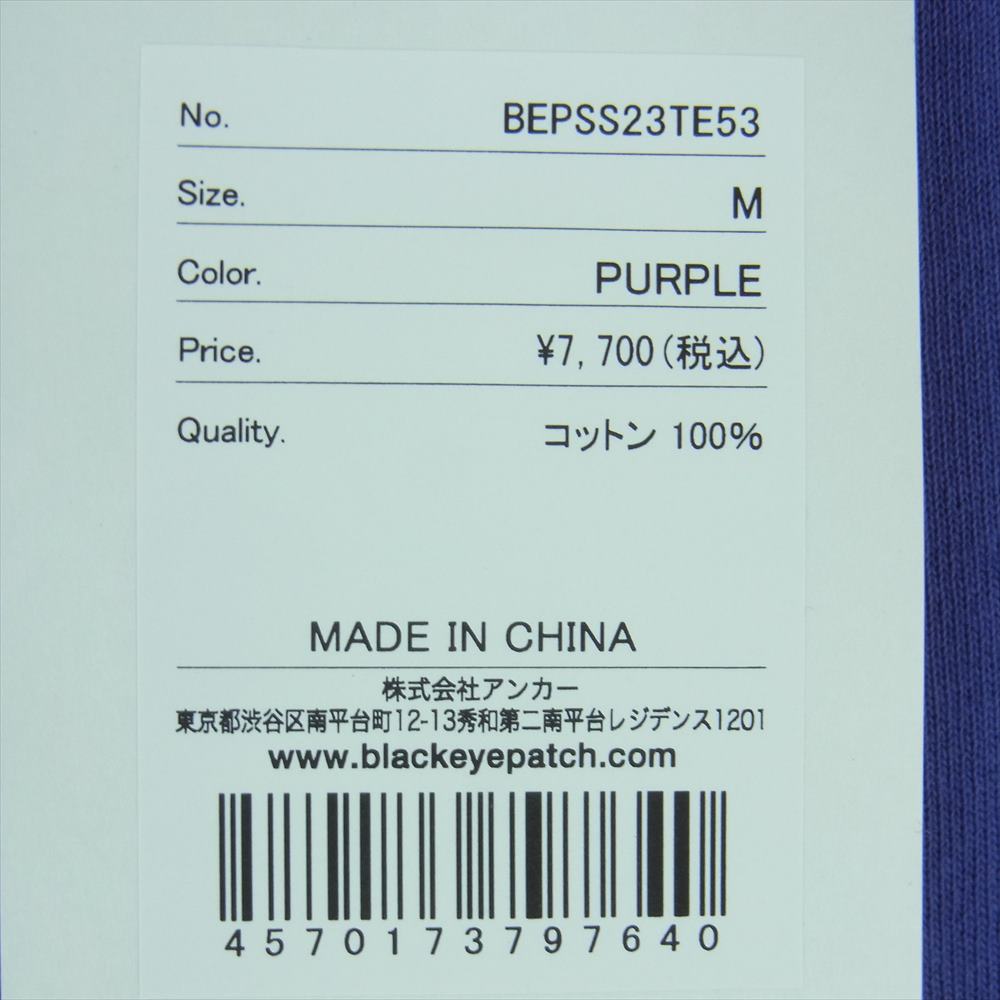 No. BEPSS23TE53
Size. M
Color. PURPLE
Price. ¥7,700(税込)
Quality. コットン 100%
MADE IN CHINA
株式会社アンカー
東京都渋谷区南平台町12-13秀和第二南平台レジデンス1201
www.blackeyepatch.com
4570173797640